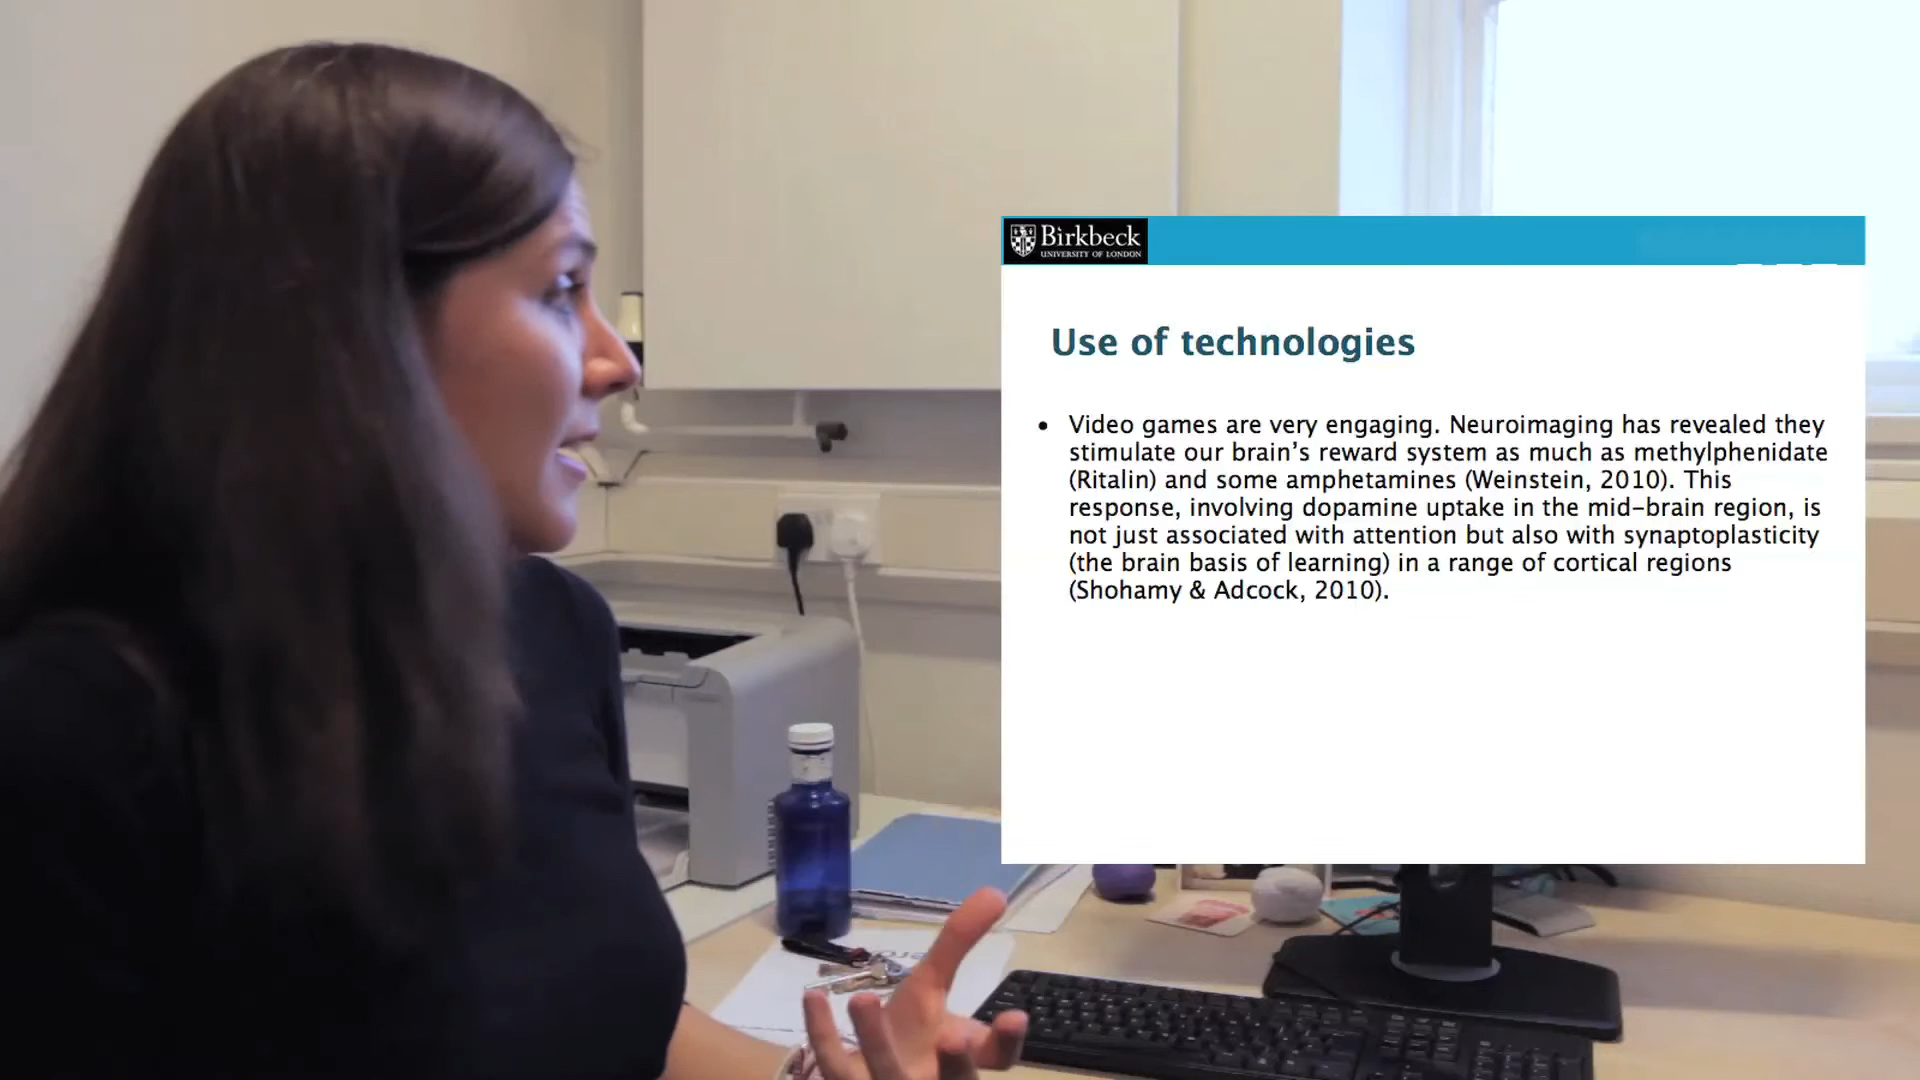 Birkbeck
UNIVERSITY OF LONDON
Use of technologies
• Video games are very engaging. Neuroimaging has revealed they
stimulate our brain’s reward system as much as methylphenidate
(Ritalin) and some amphetamines (Weinstein, 2010). This
response, involving dopamine uptake in the mid-brain region, is
not just associated with attention but also with synaptoplasticity
(the brain basis of learning) in a range of cortical regions
(Shohamy & Adcock, 2010).